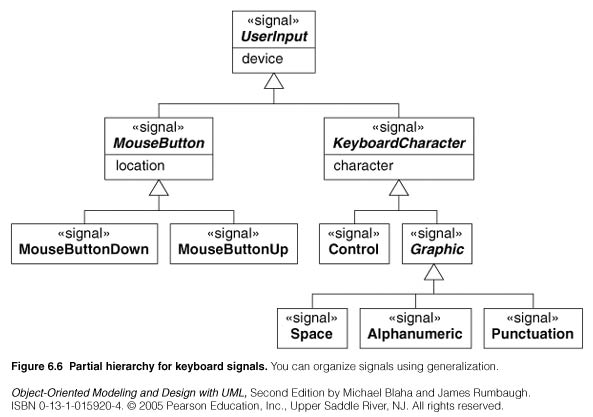 «signal»
UserInput
device
«signal»
MouseButton
location
«signal»
KeyboardCharacter
character
«signal»
MouseButtonDown
«signal»
MouseButtonUp
«signal»
Control
«signal»
Graphic
«signal»
Space
«signal»
Alphanumeric
«signal»
Punctuation
Figure 6.6 Partial hierarchy for keyboard signals. You can organize signals using generalization.
Object-Oriented Modeling and Design with UML, Second Edition by Michael Blaha and James Rumbaugh.
ISBN 0-13-1-015920-4. © 2005 Pearson Education, Inc., Upper Saddle River, NJ. All rights reserved.